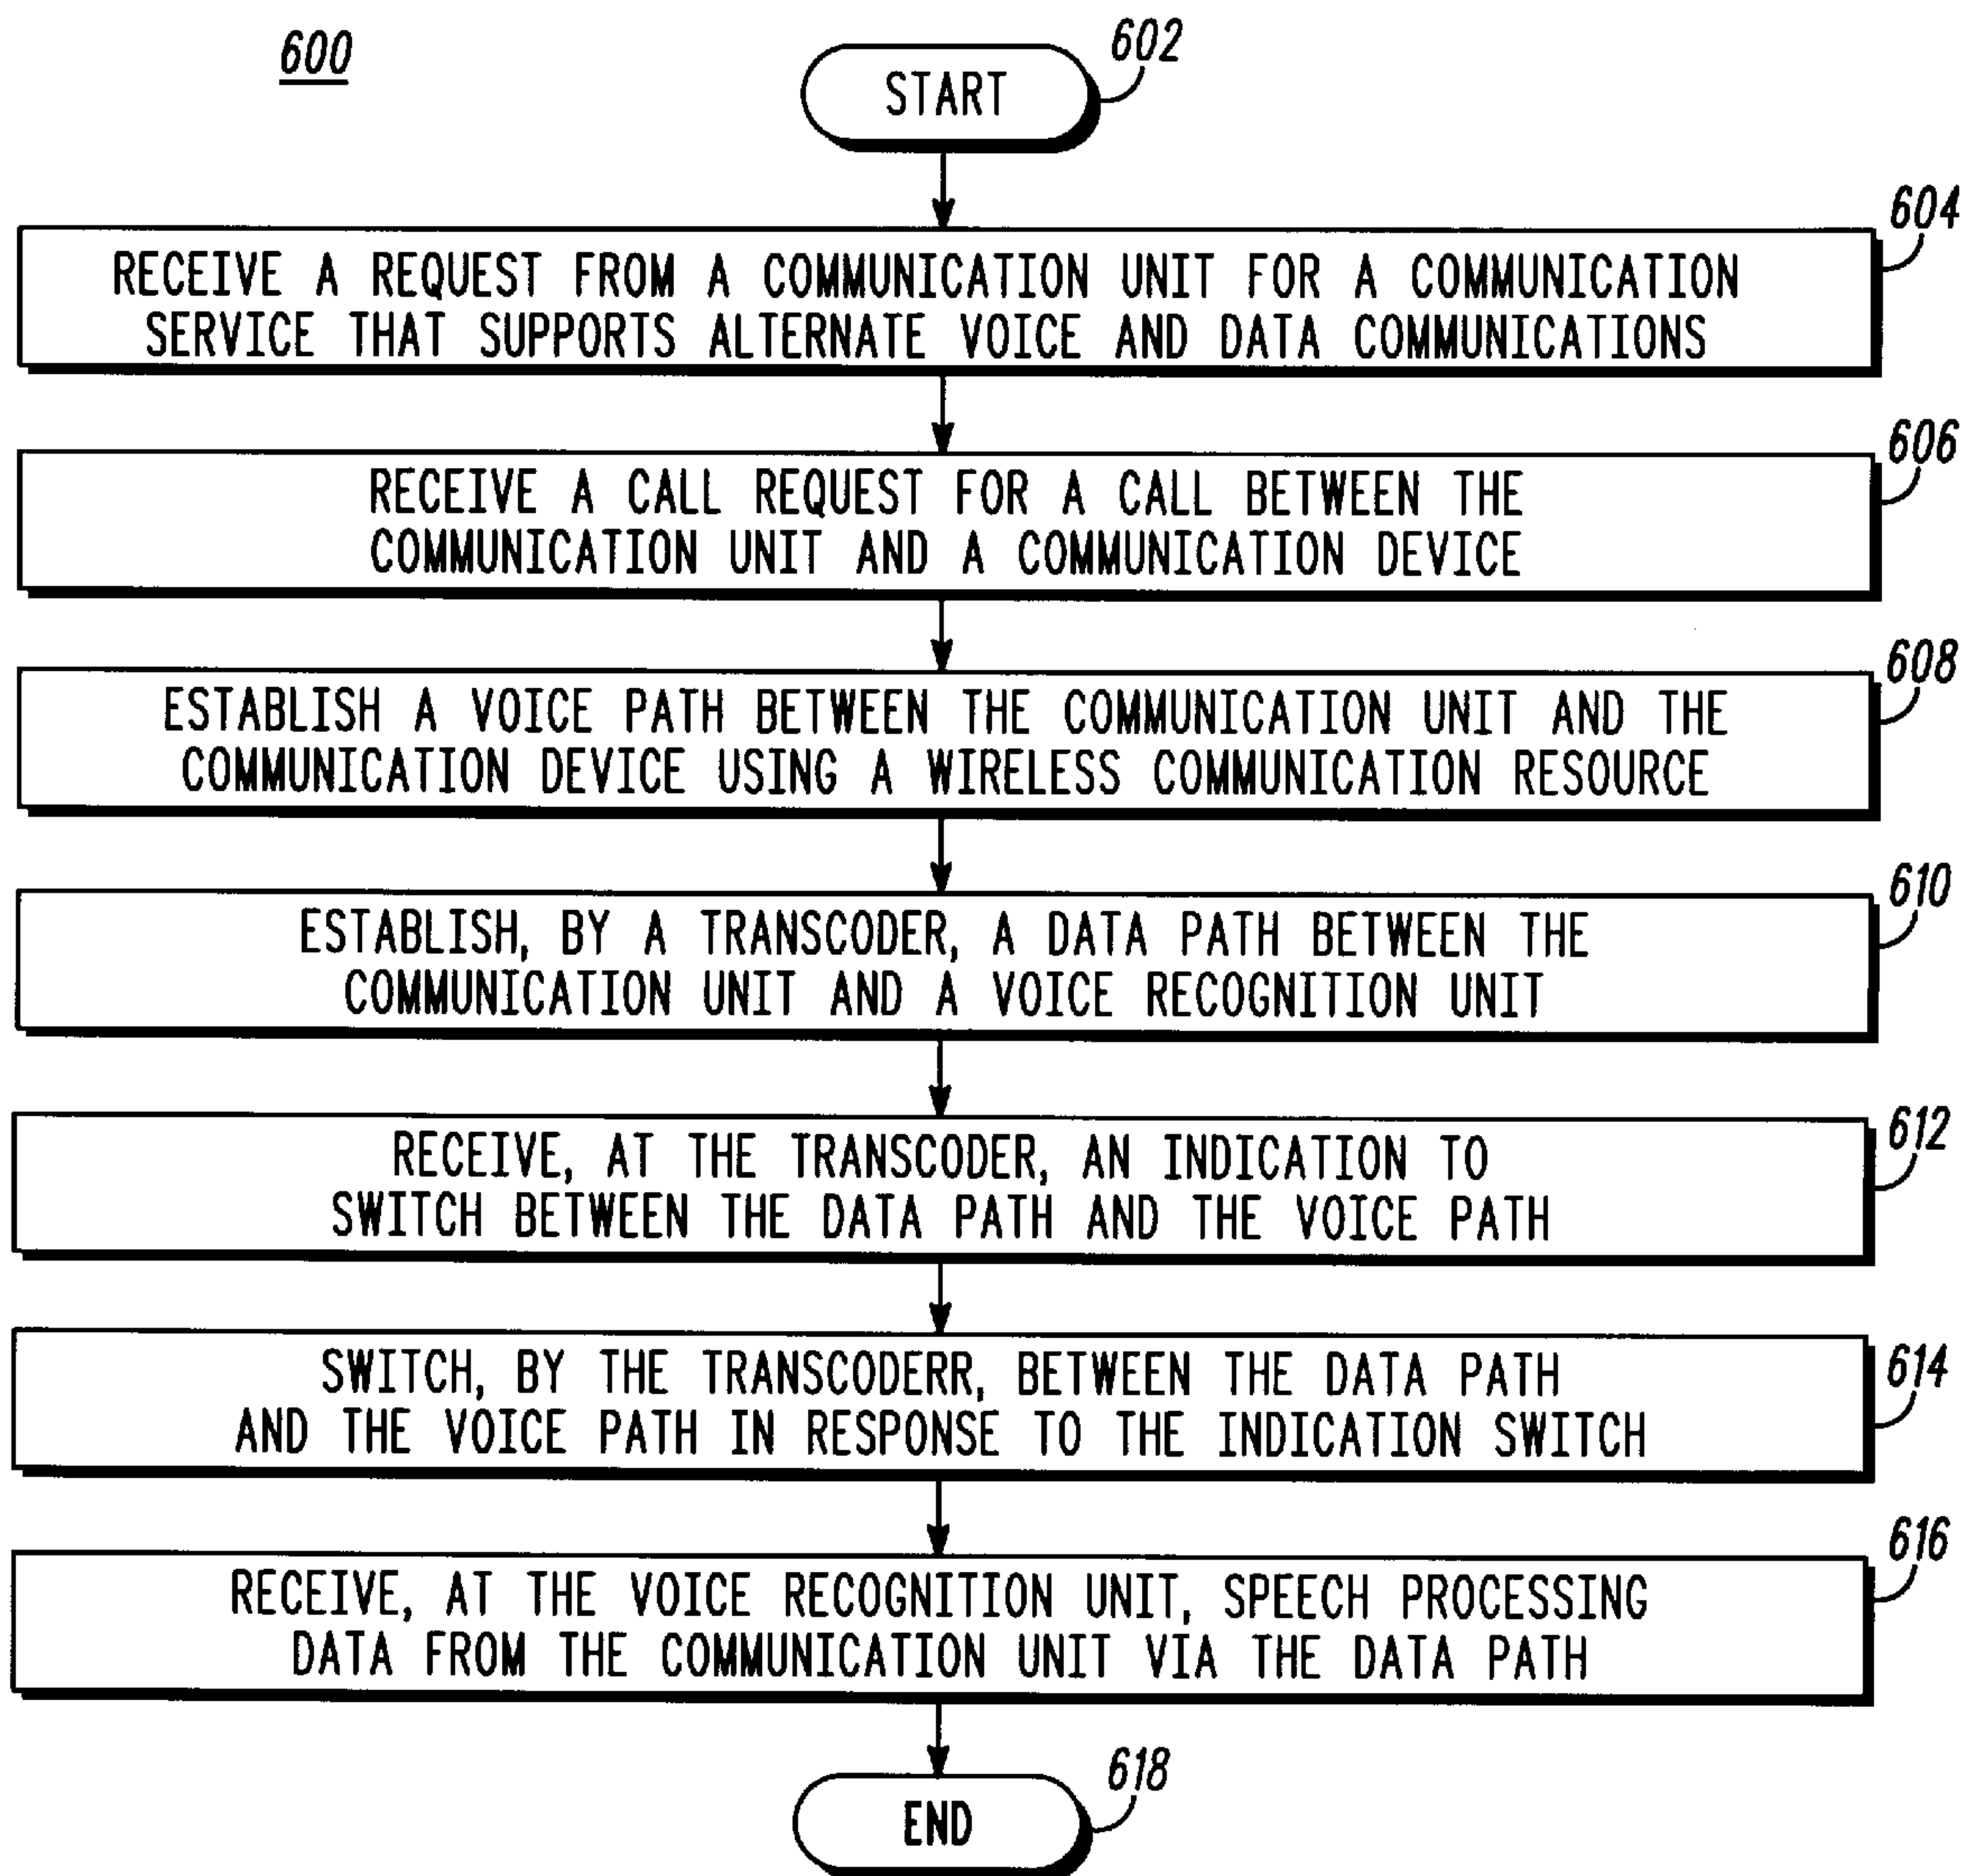 600
START
602
604
RECEIVE A REQUEST FROM A COMMUNICATION UNIT FOR A COMMUNICATION
SERVICE THAT SUPPORTS ALTERNATE VOICE AND DATA COMMUNICATIONS
606
RECEIVE A CALL REQUEST FOR A CALL BETWEEN THE
COMMUNICATION UNIT AND A COMMUNICATION DEVICE
608
ESTABLISH A VOICE PATH BETWEEN THE COMMUNICATION UNIT AND THE
COMMUNICATION DEVICE USING A WIRELESS COMMUNICATION RESOURCE
610
ESTABLISH, BY A TRANSCODER, A DATA PATH BETWEEN THE
COMMUNICATION UNIT AND A VOICE RECOGNITION UNIT
612
RECEIVE, AT THE TRANSCODER, AN INDICATION TO
SWITCH BETWEEN THE DATA PATH AND THE VOICE PATH
614
SWITCH, BY THE TRANSCODERR, BETWEEN THE DATA PATH
AND THE VOICE PATH IN RESPONSE TO THE INDICATION SWITCH
616
RECEIVE, AT THE VOICE RECOGNITION UNIT, SPEECH PROCESSING
DATA FROM THE COMMUNICATION UNIT VIA THE DATA PATH
618
END